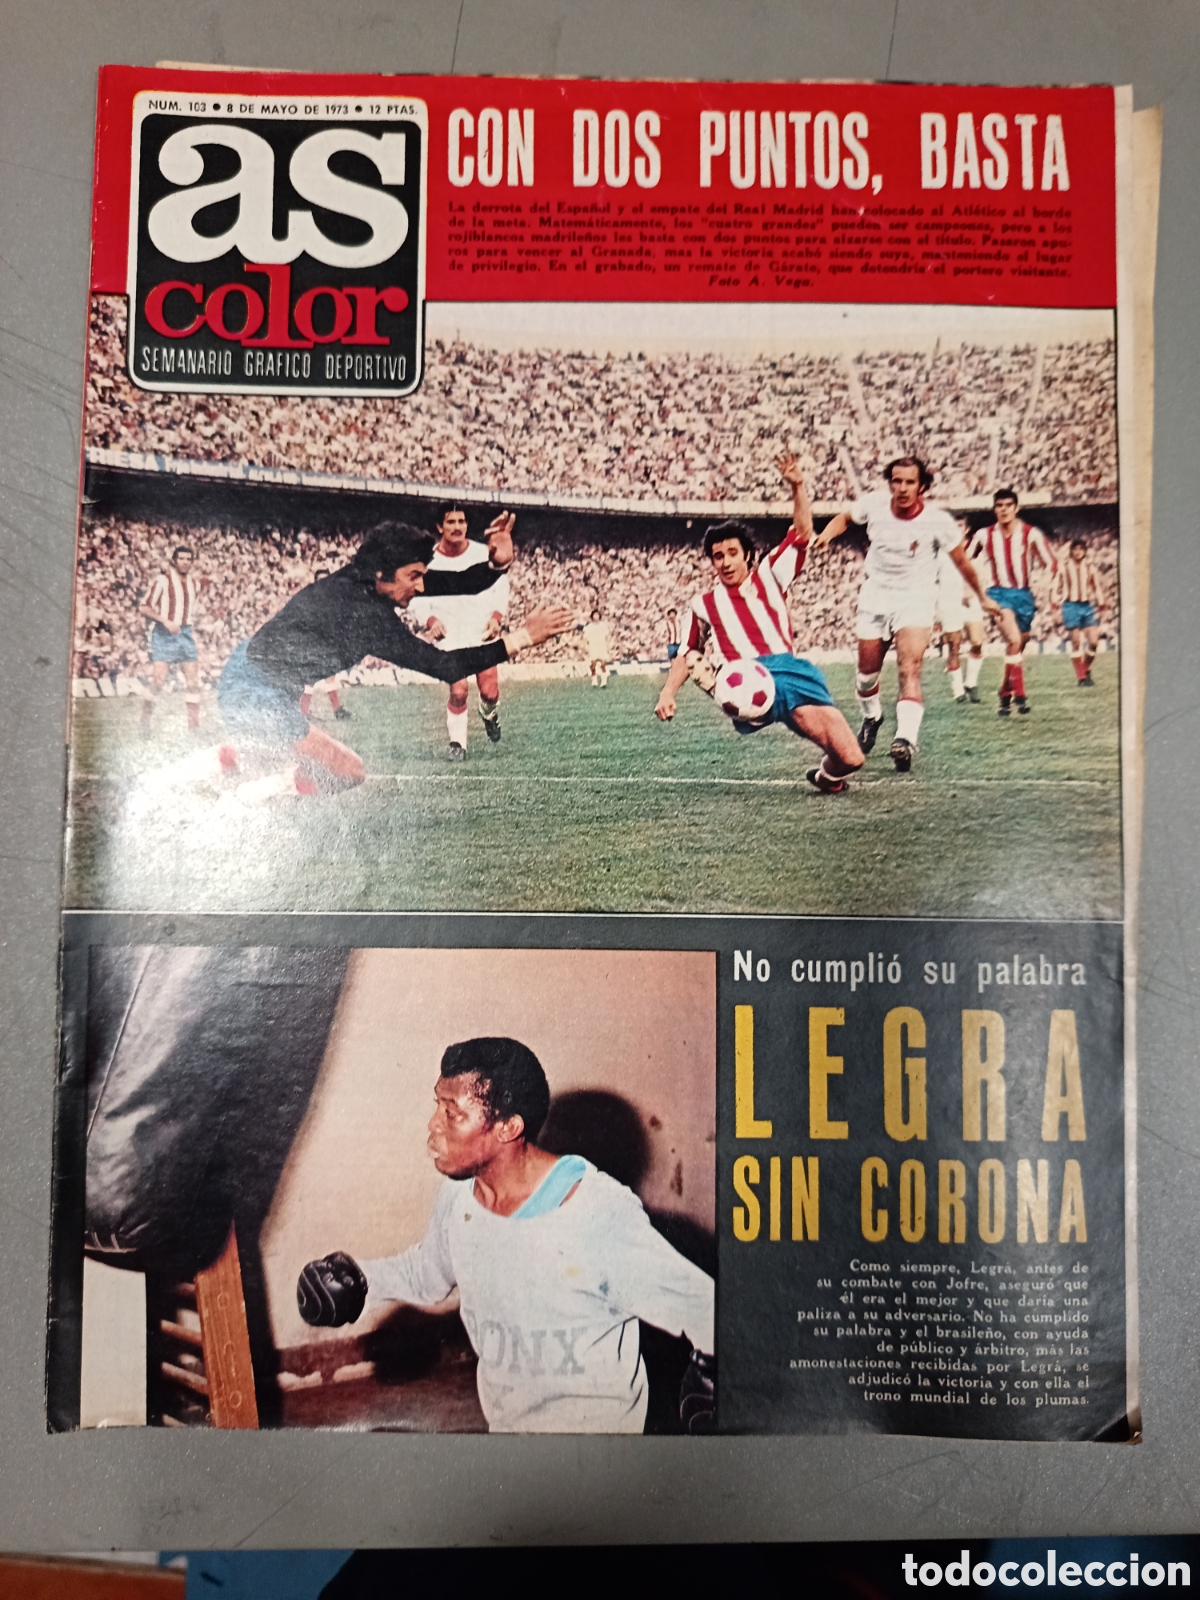 NUM. 103 ● 8 DE MAYO DE 1973 ● 12 PTAS.
as
color
SEMANARIO GRAFICO DEPORTIVO
CON DOS PUNTOS, BASTA
La derrota del Español y el empate del Real Madrid han colocado al Atlético al borde
de la meta. Matemáticamente, los "cuatro grandes" pueden ser campeones, pero a los
rojiblancos madrileños les basta con dos puntos para alzarse con el título. Pasaron apu-
ros para vencer al Granada, mas la victoria acabó siendo suya, manteniendo el lugar
de privilegio. En el grabado, un remate de Gárate, que detendría el portero visitante.
Foto A. Vega.
No cumplió su palabra
LEGRA
SIN CORONA
Como siempre, Legrá, antes de
su combate con Jofre, aseguró que
él era el mejor y que daría una
paliza a su adversario. No ha cumplido
su palabra y el brasileño, con ayuda
de público y árbitro, más las
amonestaciones recibidas por Legrá, se
adjudicó la victoria y con ella el
trono mundial de los plumas.
RONX
todocoleccion